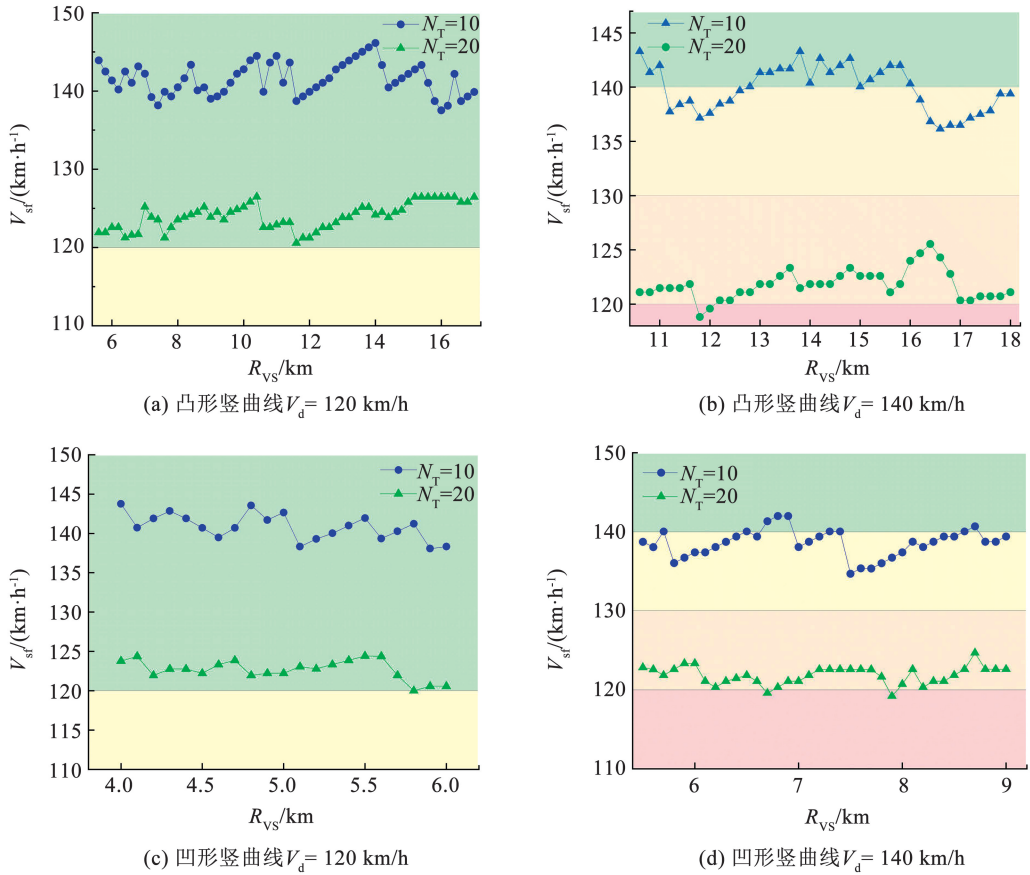 150
140
130
120
110
V_sf/(km·h⁻¹)
N_T=10
N_T=20
6 8 10 12 14 16
R_VS/km
(a) 凸形竖曲线V_d= 120 km/h
145
140
135
130
125
120
V_sf/(km·h⁻¹)
N_T=10
N_T=20
11 12 13 14 15 16 17 18
R_VS/km
(b) 凸形竖曲线V_d= 140 km/h
150
145
140
135
130
125
120
115
110
V_sf/(km·h⁻¹)
N_T=10
N_T=20
4.0 4.5 5.0 5.5 6.0
R_VS/km
(c) 凹形竖曲线V_d= 120 km/h
150
140
130
120
110
V_sf/(km·h⁻¹)
N_T=10
N_T=20
6 7 8 9
R_VS/km
(d) 凹形竖曲线V_d= 140 km/h